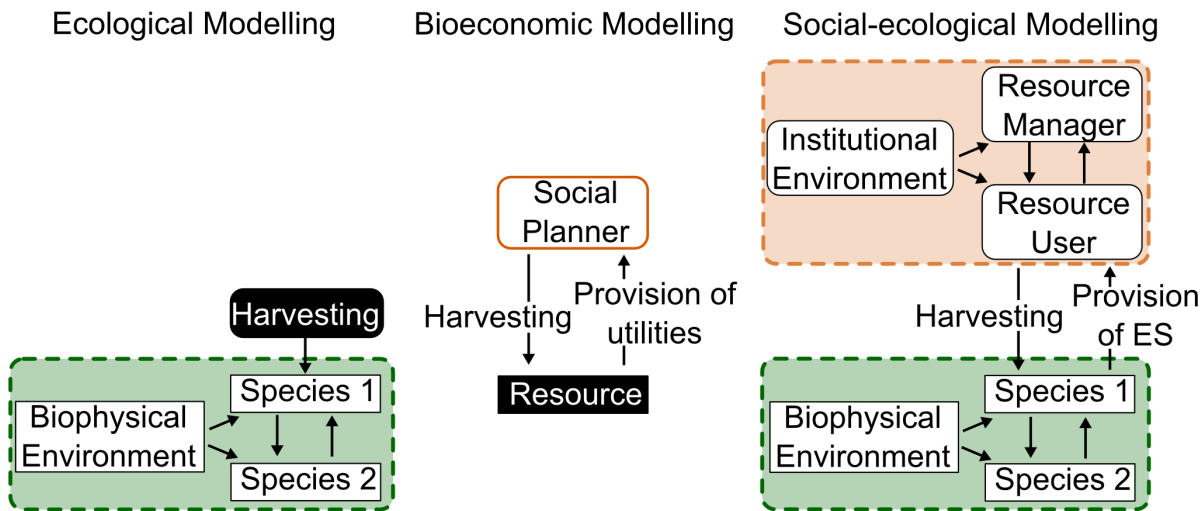 Ecological Modelling
Harvesting
Species 1
Biophysical
Environment
Species 2
Bioeconomic Modelling
Social
Planner
Harvesting
Provision of
utilities
Resource
Social-ecological Modelling
Resource
Manager
Institutional
Environment
Resource
User
Harvesting
Provision
of ES
Species 1
Biophysical
Environment
Species 2